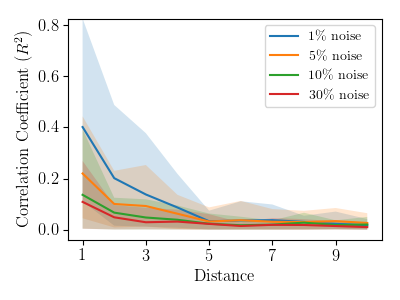 0.8
0.6
0.4
0.2
0.0
Correlation Coefficient (R²)
1% noise
5% noise
10% noise
30% noise
1 3 5 7 9
Distance